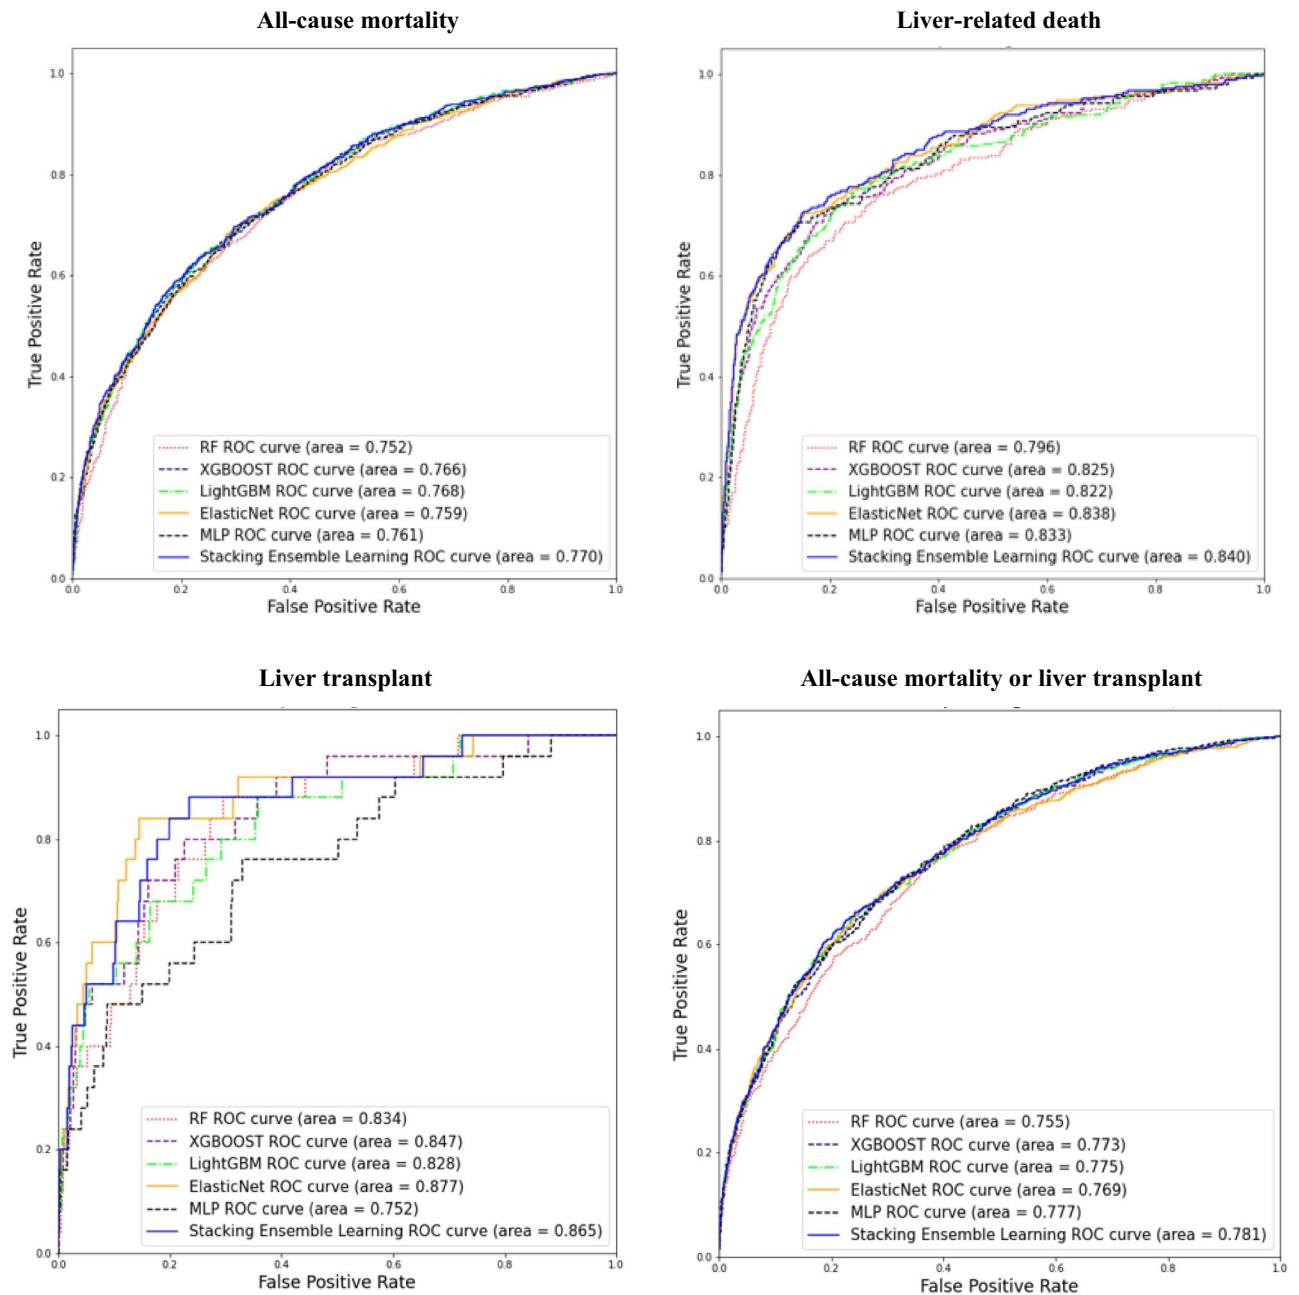 All-cause mortality
1.0
0.8
0.6
0.4
0.2
0.0
True Positive Rate
RF ROC curve (area = 0.752)
XGBOOST ROC curve (area = 0.766)
LightGBM ROC curve (area = 0.768)
ElasticNet ROC curve (area = 0.759)
MLP ROC curve (area = 0.761)
Stacking Ensemble Learning ROC curve (area = 0.770)
0.0 0.2 0.4 0.6 0.8 1.0
False Positive Rate
Liver-related death
1.0
0.8
0.6
0.4
0.2
0.0
True Positive Rate
RF ROC curve (area = 0.796)
XGBOOST ROC curve (area = 0.825)
LightGBM ROC curve (area = 0.822)
ElasticNet ROC curve (area = 0.838)
MLP ROC curve (area = 0.833)
Stacking Ensemble Learning ROC curve (area = 0.840)
0.0 0.2 0.4 0.6 0.8 1.0
False Positive Rate
Liver transplant
1.0
0.8
0.6
0.4
0.2
0.0
True Positive Rate
RF ROC curve (area = 0.834)
XGBOOST ROC curve (area = 0.847)
LightGBM ROC curve (area = 0.828)
ElasticNet ROC curve (area = 0.877)
MLP ROC curve (area = 0.752)
Stacking Ensemble Learning ROC curve (area = 0.865)
0.0 0.2 0.4 0.6 0.8 1.0
False Positive Rate
All-cause mortality or liver transplant
1.0
0.8
0.6
0.4
0.2
0.0
True Positive Rate
RF ROC curve (area = 0.755)
XGBOOST ROC curve (area = 0.773)
LightGBM ROC curve (area = 0.775)
ElasticNet ROC curve (area = 0.769)
MLP ROC curve (area = 0.777)
Stacking Ensemble Learning ROC curve (area = 0.781)
0.0 0.2 0.4 0.6 0.8 1.0
False Positive Rate